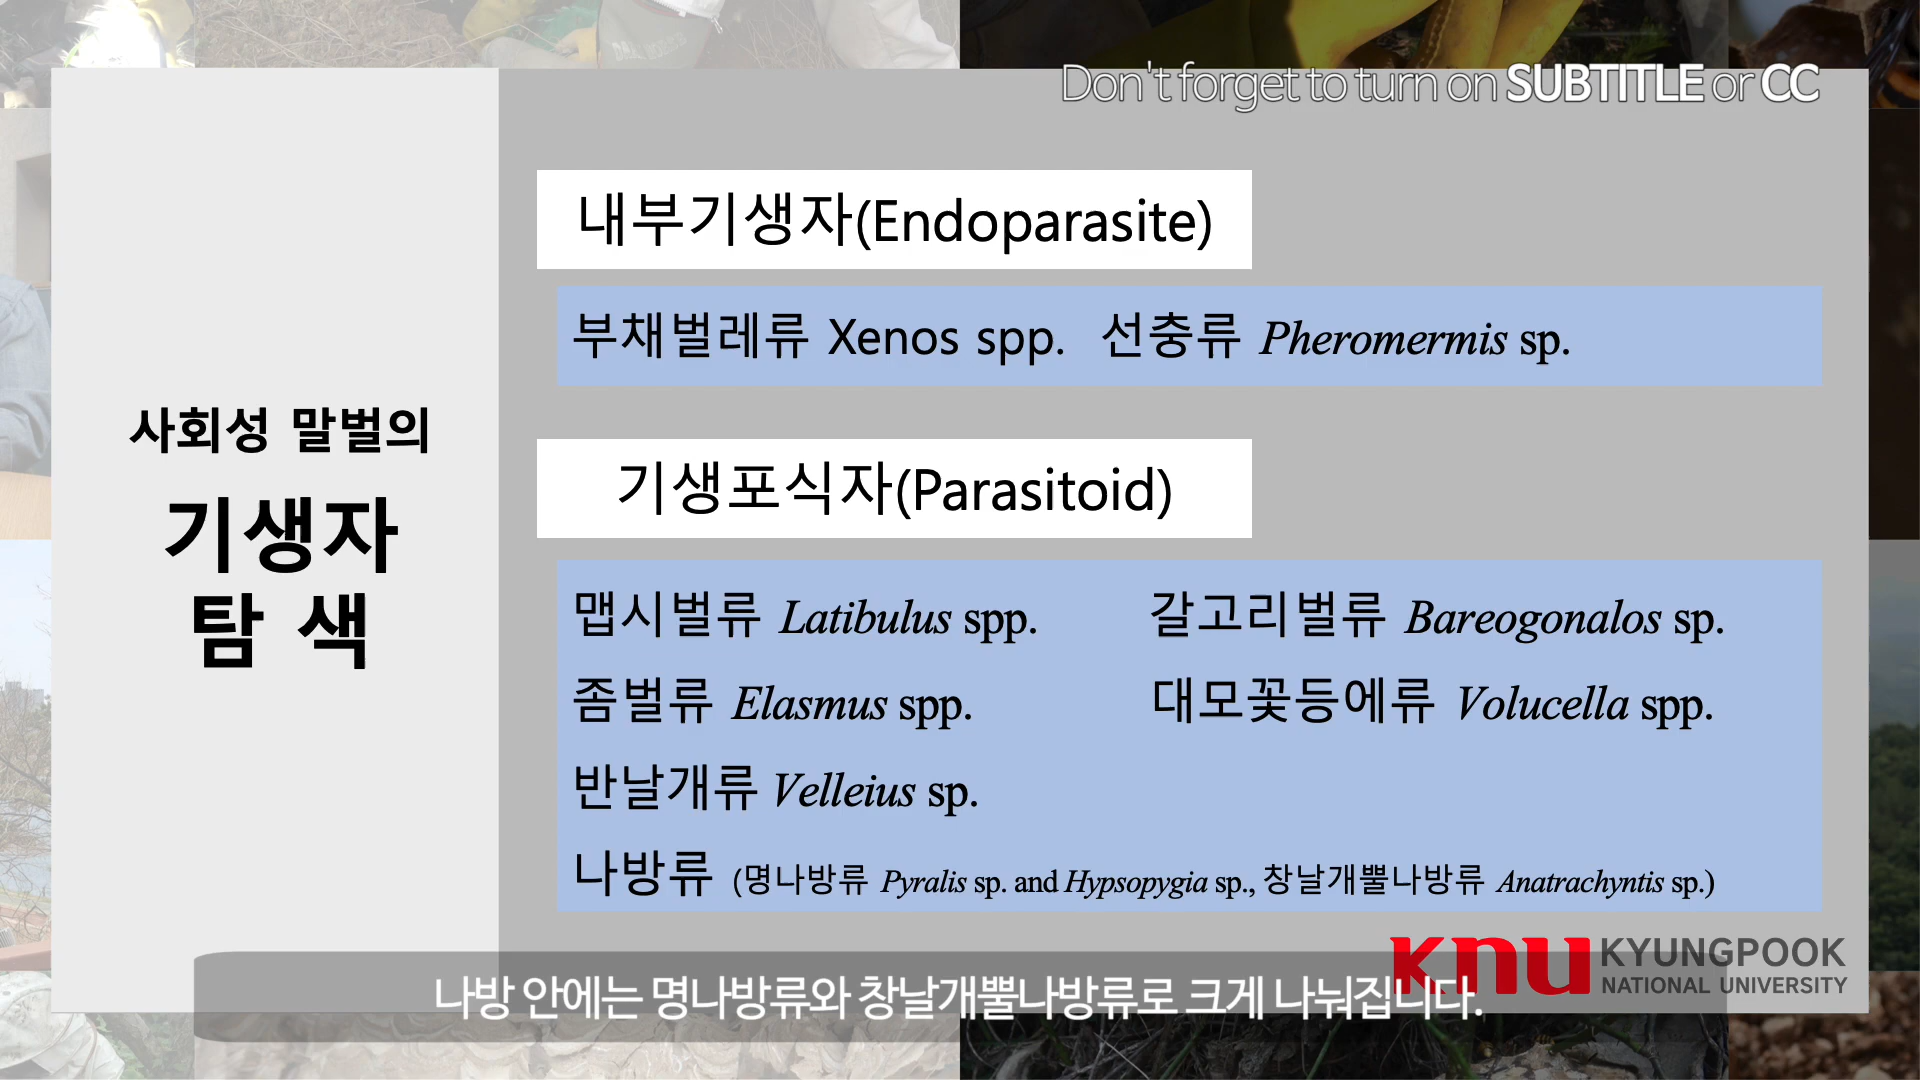 Don't forget to turn on SUBTITLE or CC
사회성 말벌의
기생자
탐 색
내부기생자(Endoparasite)
부채벌레류 Xenos spp. 선충류 Pheromermis sp.
기생포식자(Parasitoid)
맵시벌류 Latibulus spp. 갈고리벌류 Bareogonalos sp.
좀벌류 Elasmus spp. 대모꽃등에류 Volucella spp.
반날개류 Velleius sp.
나방류 (명나방류 Pyralis sp. and Hypsopygia sp., 창날개뿔나방류 Anatrachyntis sp.)
knu KYUNGPOOK
NATIONAL UNIVERSITY
나방 안에는 명나방류와 창날개뿔나방류로 크게 나눠집니다.